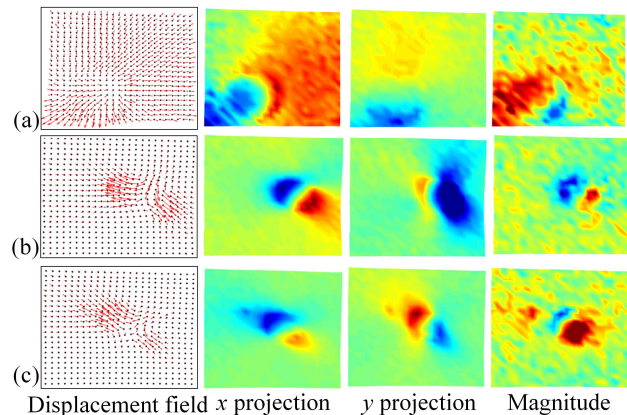 (a)
(b)
(c)
Displacement field x projection y projection Magnitude